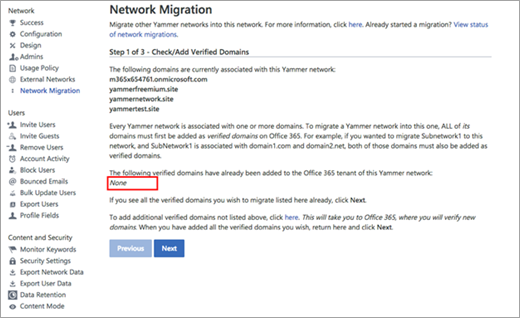 Network
Success
Configuration
Design
Admins
Usage Policy
External Networks
Network Migration
Users
Invite Users
Invite Guests
Remove Users
Account Activity
Block Users
Bounced Emails
Bulk Update Users
Export Users
Profile Fields
Content and Security
Monitor Keywords
Security Settings
Export Network Data
Export User Data
Data Retention
Content Mode
Network Migration
Migrate other Yammer networks into this network. For more information, click here. Already started a migration? View status
of network migrations.
Step 1 of 3 - Check/Add Verified Domains
The following domains are currently associated with this Yammer network:
m365x654761.onmicrosoft.com
yammerfreemium.site
yammernetwork.site
yammertest.site
Every Yammer network is associated with one or more domains. To migrate a Yammer network into this one, ALL of its
domains must first be added as verified domains on Office 365. For example, if you wanted to migrate Subnetwork1 to this
network, and SubNetwork1 is associated with domain1.com and domain2.net, both of those domains must also be added as
verified domains.
The following verified domains have already been added to the Office 365 tenant of this Yammer network:
None
If you see all the verified domains you wish to migrate listed here already, click Next.
To add additional verified domains not listed above, click here. This will take you to Office 365, where you will verify new
domains. When you have added all the verified domains you wish, return here and click Next.
Previous
Next